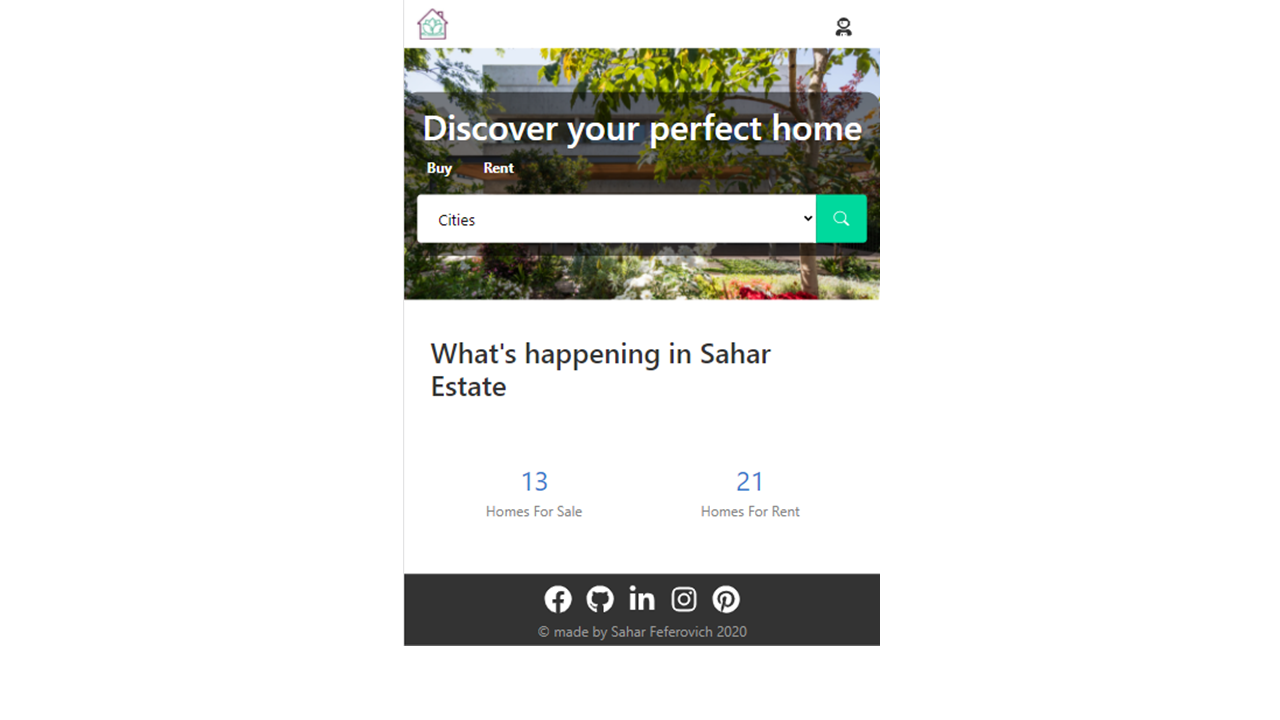 Discover your perfect home
Buy Rent
Cities
What's happening in Sahar
Estate
13 21
Homes For Sale Homes For Rent
© made by Sahar Feferovich 2020